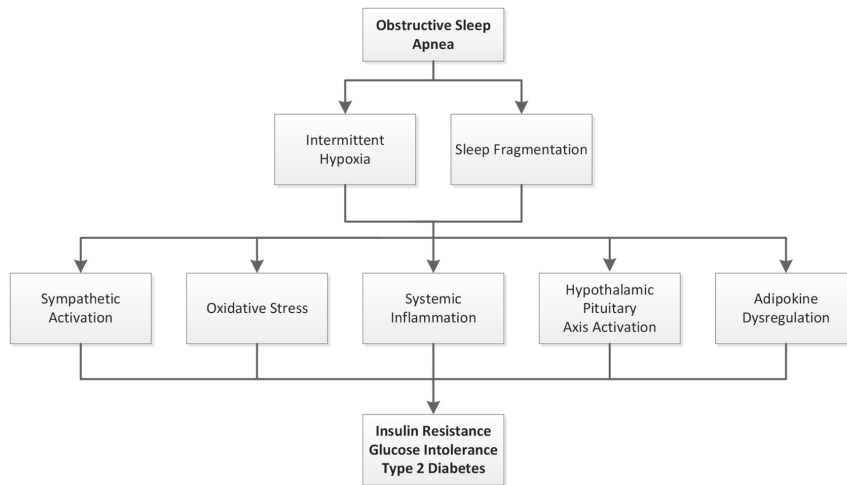 Obstructive Sleep
Apnea
Intermittent
Hypoxia
Sleep Fragmentation
Sympathetic
Activation
Oxidative Stress
Systemic
Inflammation
Hypothalamic
Pituitary
Axis Activation
Adipokine
Dysregulation
Insulin Resistance
Glucose Intolerance
Type 2 Diabetes